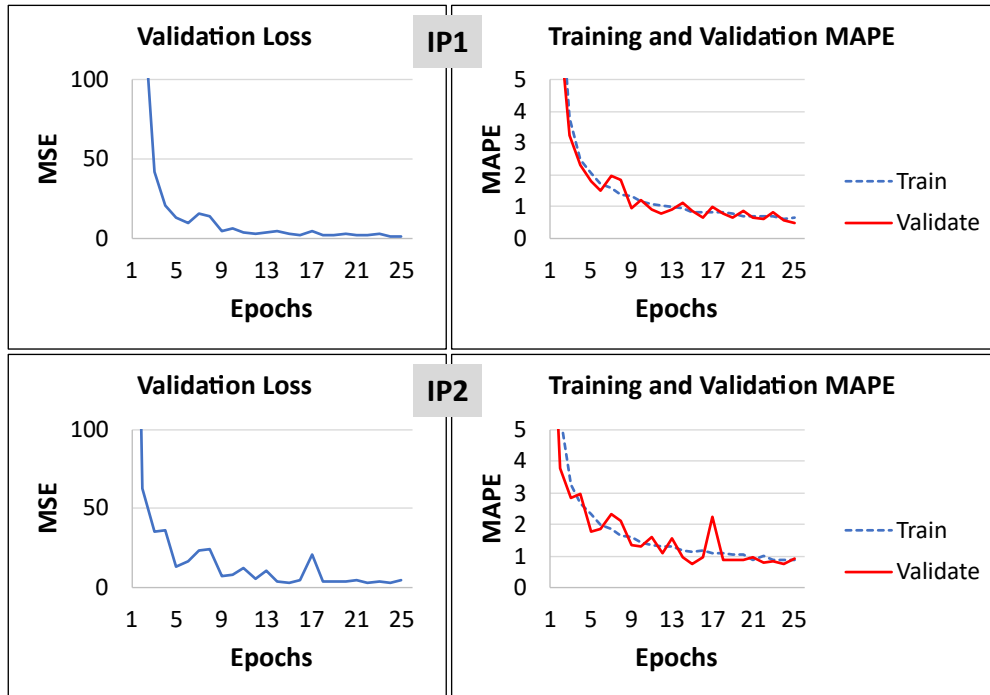 Validation Loss
IP1
Training and Validation MAPE
MSE
100
50
0
1 5 9 13 17 21 25
Epochs
MAPE
5
4
3
2
1
0
1 5 9 13 17 21 25
Epochs
Train
Validate
Validation Loss
IP2
Training and Validation MAPE
MSE
100
50
0
1 5 9 13 17 21 25
Epochs
MAPE
5
4
3
2
1
0
1 5 9 13 17 21 25
Epochs
Train
Validate